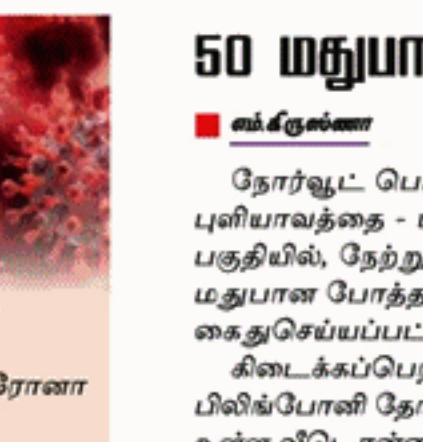 50 மதுபா
எம்.கிருஸ்ணா
நோர்வூட் பெ
புளியாவத்தை -
பகுதியில், நேற்று
மதுபான போத்த
கைதுசெய்யப்பட்
கிடைக்கப்பெற்
பிலிங்போனி தோ
ரோனா